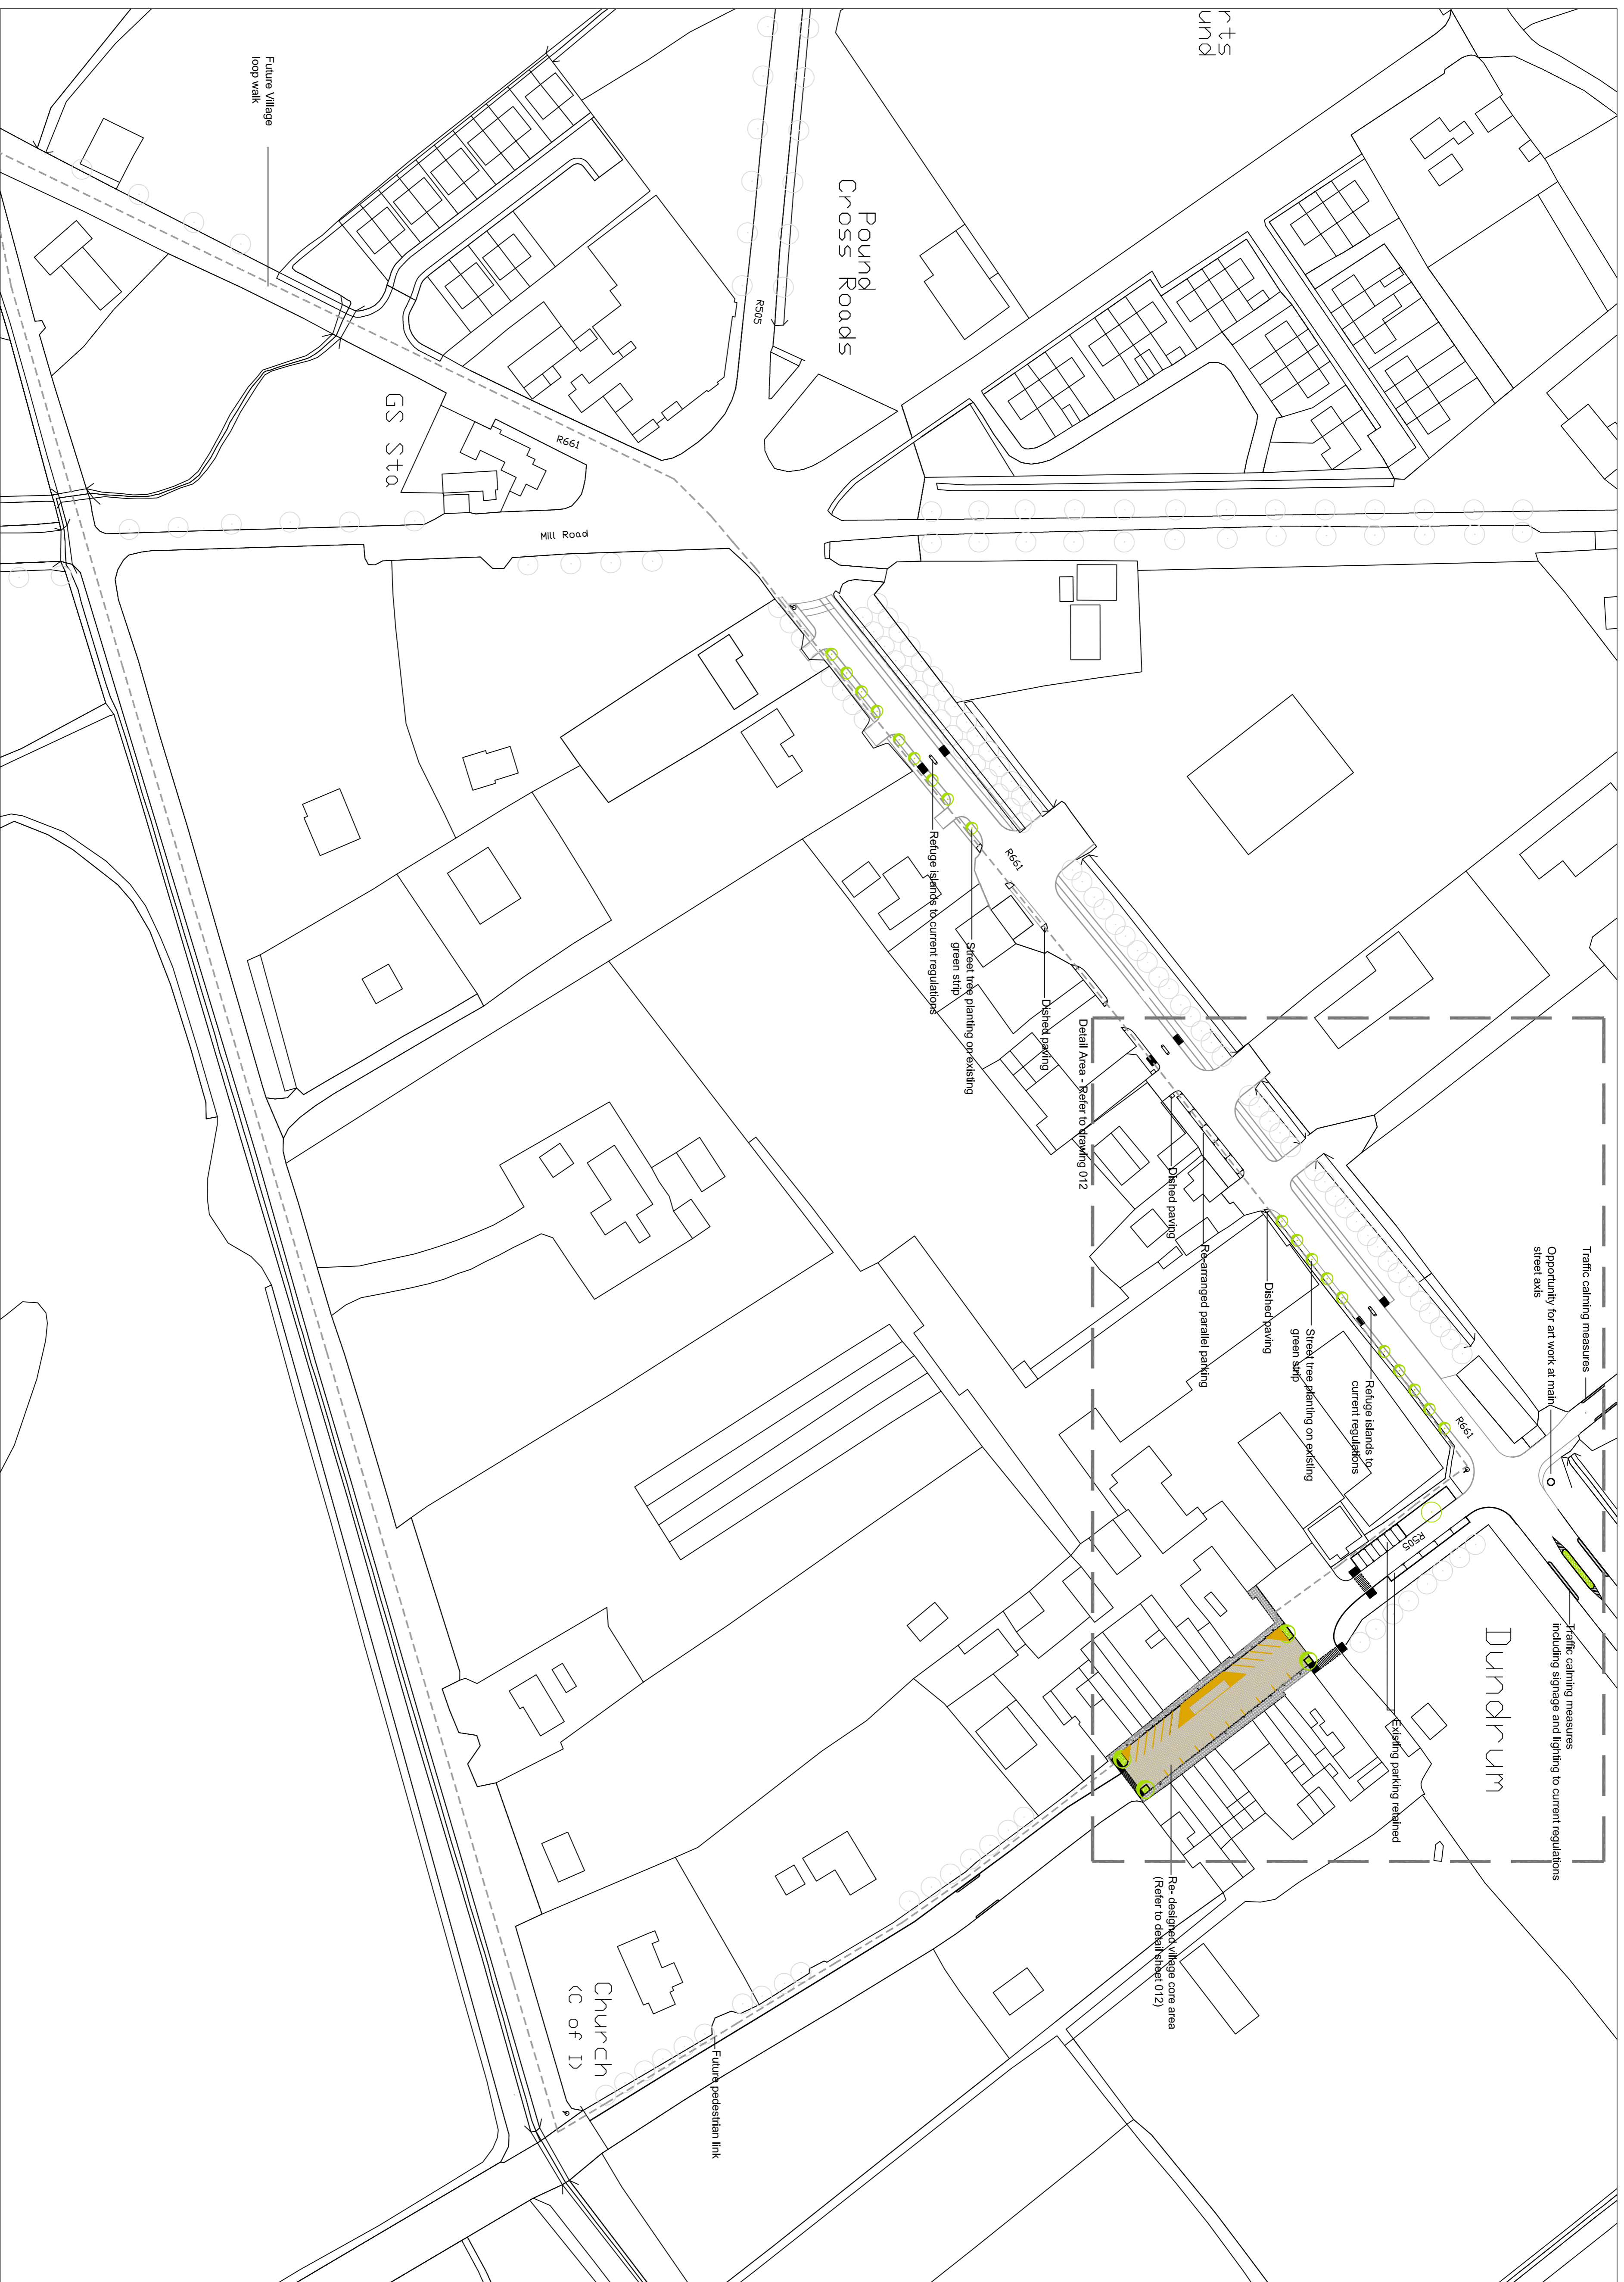 rts
und
Future Village
loop walk
Pound
Cross Roads
R505
GS Sta
R661
Mill Road
R661
Refuge islands to current regulations
Street tree planting on existing
green strip
Dished paving
Detail Area - Refer to drawing 012
Dished paving
Re-arranged parallel parking
Dished paving
Street tree planting on existing
green strip
Refuge islands to
current regulations
Traffic calming measures
Opportunity for art work at main
street axis
R661
R505
Dundrum
Traffic calming measures
including signage and lighting to current regulations
Existing parking retained
Re- designed village core area
(Refer to detail sheet 012)
Church
(C of I)
Future pedestrian link